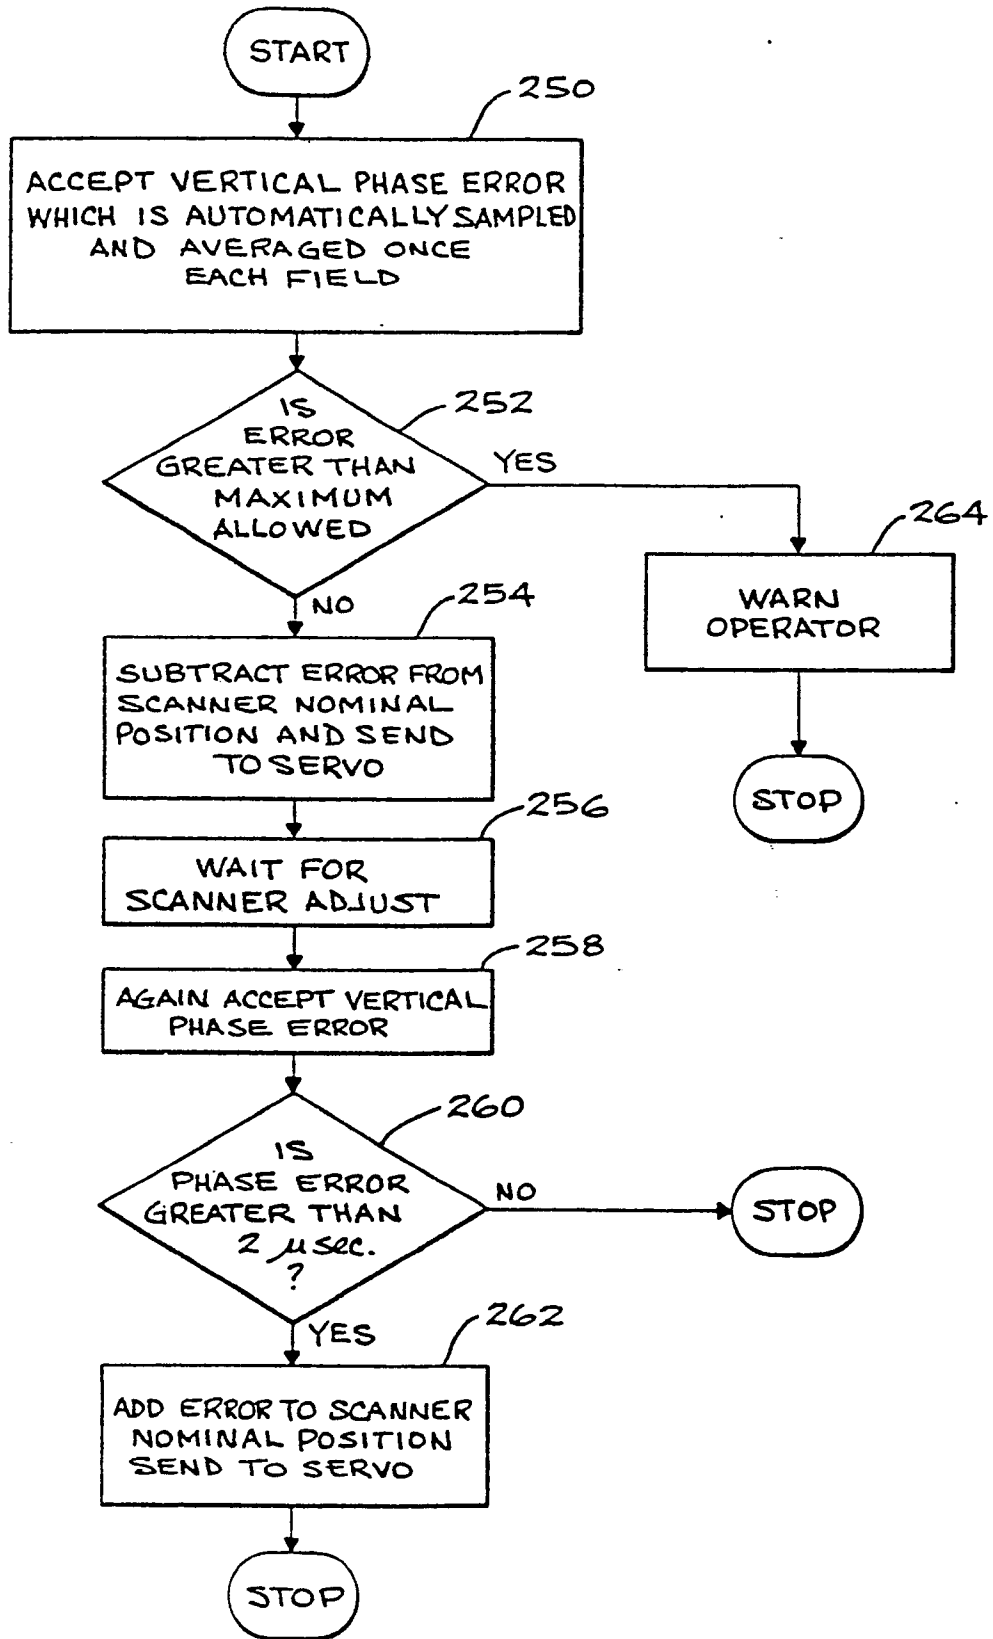 START
250
ACCEPT VERTICAL PHASE ERROR
WHICH IS AUTOMATICALLY SAMPLED
AND AVERAGED ONCE
EACH FIELD
252
IS
ERROR
GREATER THAN
MAXIMUM
ALLOWED
YES
264
WARN
OPERATOR
STOP
NO
254
SUBTRACT ERROR FROM
SCANNER NOMINAL
POSITION AND SEND
TO SERVO
256
WAIT FOR
SCANNER ADJUST
258
AGAIN ACCEPT VERTICAL
PHASE ERROR
260
IS
PHASE ERROR
GREATER THAN
2 μsec.
?
NO
STOP
YES
262
ADD ERROR TO SCANNER
NOMINAL POSITION
SEND TO SERVO
STOP